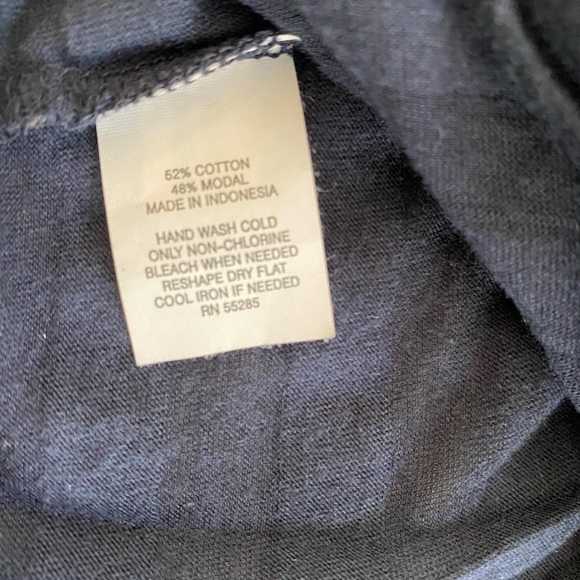 52% COTTON
48% MODAL
MADE IN INDONESIA
HAND WASH COLD
ONLY NON-CHLORINE
BLEACH WHEN NEEDED
RESHAPE DRY FLAT
COOL IRON IF NEEDED
RN 55285